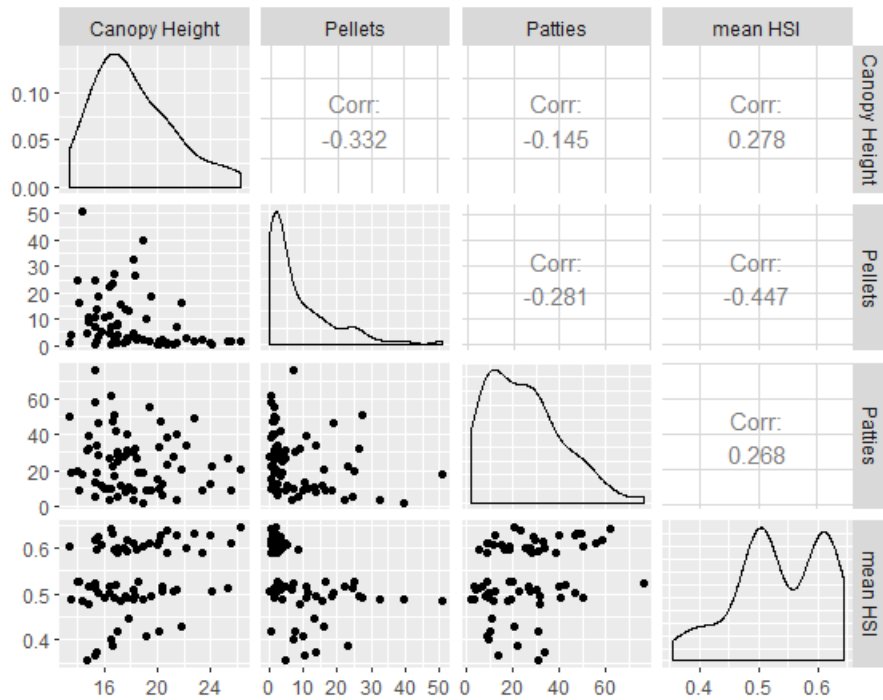 Canopy Height Pellets Patties mean HSI
Canopy Height
0.10
0.05
0.00
Corr:
-0.332
Corr:
-0.145
Corr:
0.278
Pellets
50
40
30
20
10
0
Corr:
-0.281
Corr:
-0.447
Patties
60
40
20
0
Corr:
0.268
mean HSI
0.6
0.5
0.4
16 20 24 0 10 20 30 40 50 0 20 40 60 0.4 0.5 0.6